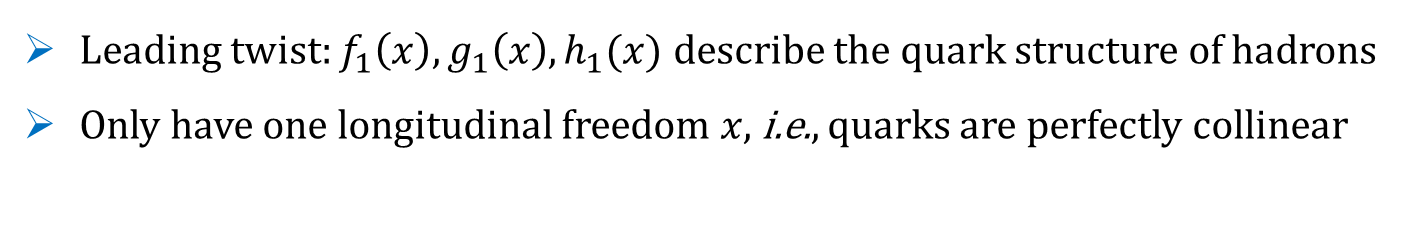 ➢ Leading twist: 𝑓₁(𝑥), 𝑔₁(𝑥), ℎ₁(𝑥) describe the quark structure of hadrons
➢ Only have one longitudinal freedom 𝑥, i.e., quarks are perfectly collinear